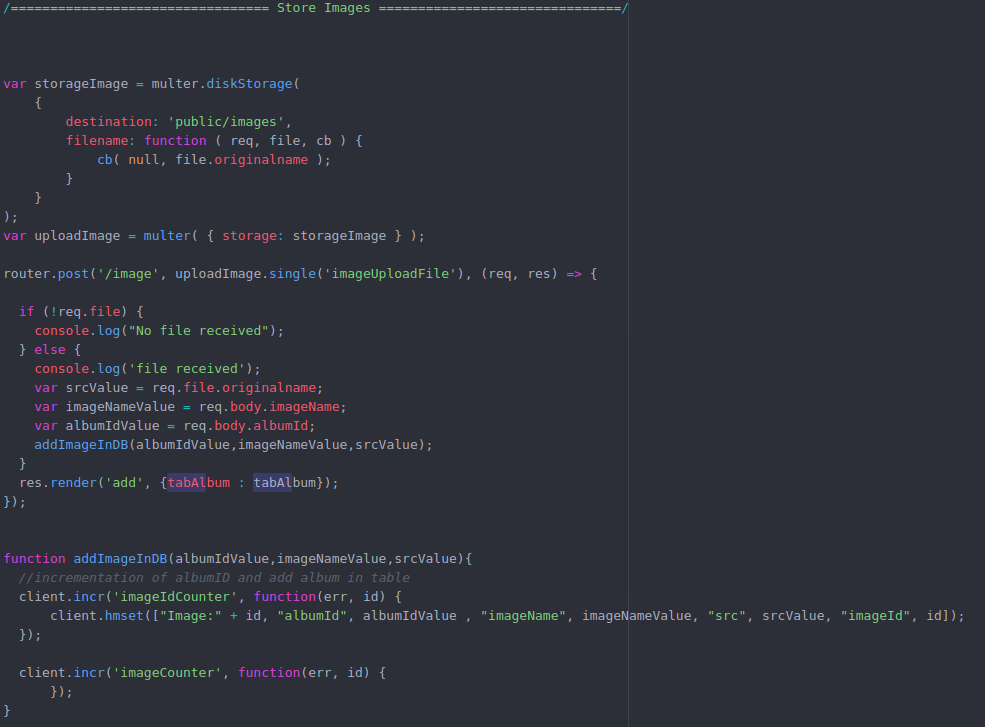 /================================= Store Images ===============================/
var storageImage = multer.diskStorage(
    {
        destination: 'public/images',
        filename: function ( req, file, cb ) {
            cb( null, file.originalname );
        }
    }
);
var uploadImage = multer( { storage: storageImage } );
router.post('/image', uploadImage.single('imageUploadFile'), (req, res) => {
  if (!req.file) {
    console.log("No file received");
  } else {
    console.log('file received');
    var srcValue = req.file.originalname;
    var imageNameValue = req.body.imageName;
    var albumIdValue = req.body.albumId;
    addImageInDB(albumIdValue,imageNameValue,srcValue);
  }
  res.render('add', {tabAlbum : tabAlbum});
});
function addImageInDB(albumIdValue,imageNameValue,srcValue){
  //incrementation of albumID and add album in table
  client.incr('imageIdCounter', function(err, id) {
      client.hmset(["Image:" + id, "albumId", albumIdValue , "imageName", imageNameValue, "src", srcValue, "imageId", id]);
  });
  client.incr('imageCounter', function(err, id) {
      });
}